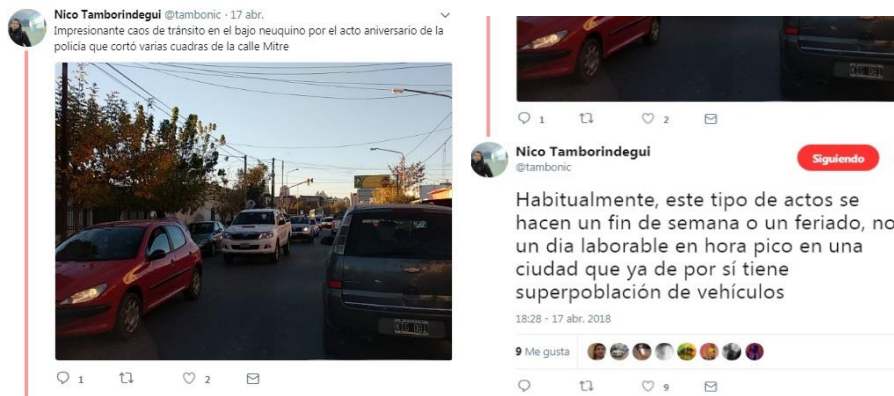 Nico Tamborindegui @tambonic · 17 abr.
Impresionante caos de tránsito en el bajo neuquino por el acto aniversario de la
policía que cortó varias cuadras de la calle Mitre
1
2
1
2
Nico Tamborindegui
@tambonic
Siguiendo
Habitualmente, este tipo de actos se
hacen un fin de semana o un feriado, no
un dia laborable en hora pico en una
ciudad que ya de por sí tiene
superpoblación de vehículos
18:28 - 17 abr. 2018
9 Me gusta
9